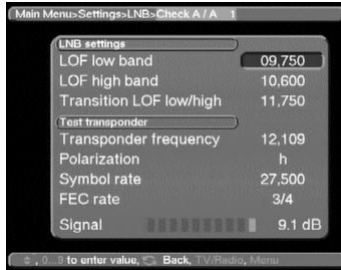 Main Menu>Settings>LNB>Check A / A 1
LNB settings
LOF low band 09,750
LOF high band 10,600
Transition LOF low/high 11,750
Test transponder
Transponder frequency 12,109
Polarization h
Symbol rate 27,500
FEC rate 3/4
Signal 9.1 dB
, 0...9 to enter value, Back, TV/Radio, Menu